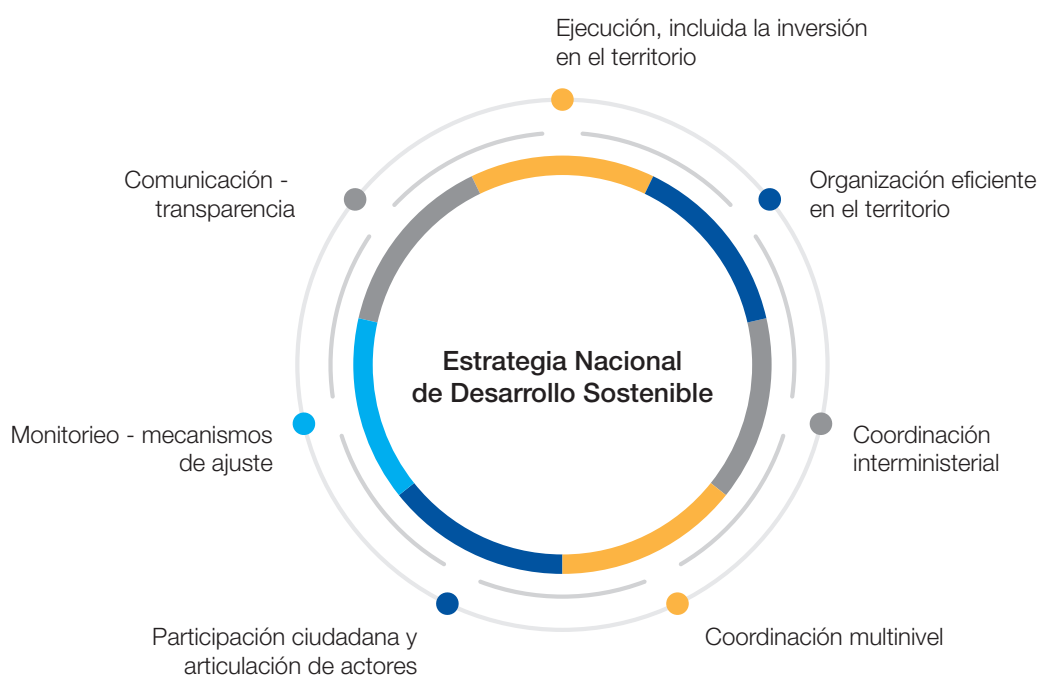 Ejecución, incluida la inversión
en el territorio
Comunicación -
transparencia
Organización eficiente
en el territorio
Estrategia Nacional
de Desarrollo Sostenible
Monitorieo - mecanismos
de ajuste
Coordinación
interministerial
Participación ciudadana y
articulación de actores
Coordinación multinivel